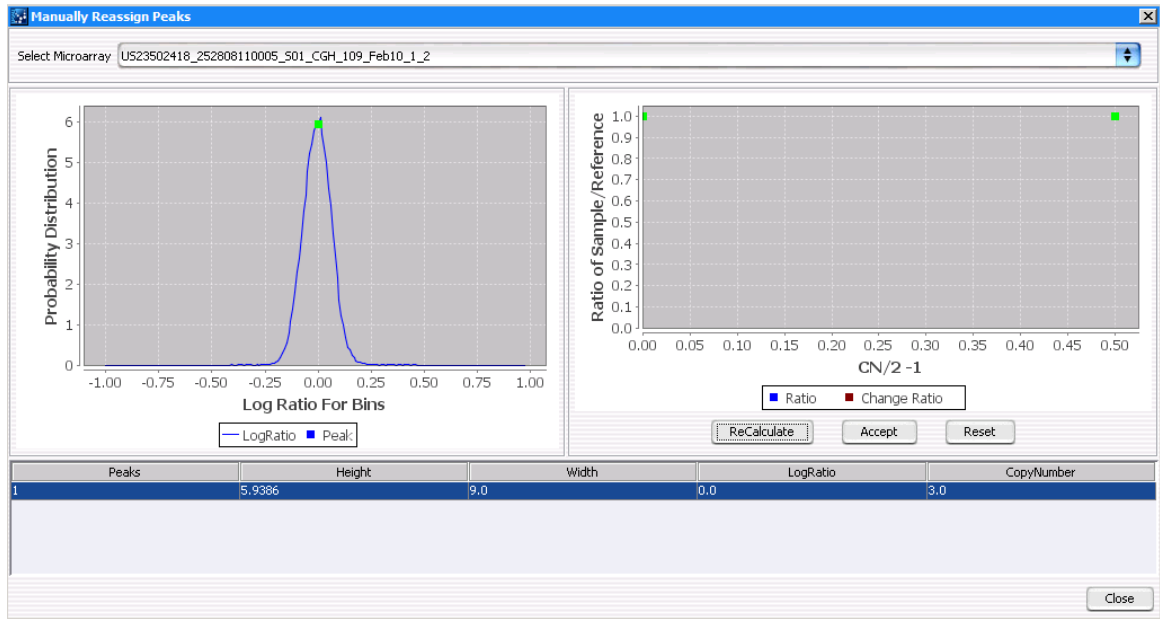 Manually Reassign Peaks
Select Microarray US23502418_252808110005_S01_CGH_109_Feb10_1_2
Probability Distribution
6
5
4
3
2
1
0
-1.00 -0.75 -0.50 -0.25 0.00 0.25 0.50 0.75 1.00
Log Ratio For Bins
LogRatio Peak
Ratio of Sample/Reference
1.0
0.9
0.8
0.7
0.6
0.5
0.4
0.3
0.2
0.1
0.0
0.00 0.05 0.10 0.15 0.20 0.25 0.30 0.35 0.40 0.45 0.50
CN/2 -1
Ratio Change Ratio
ReCalculate Accept Reset
Peaks Height Width LogRatio CopyNumber
1 5.9386 9.0 0.0 3.0
Close